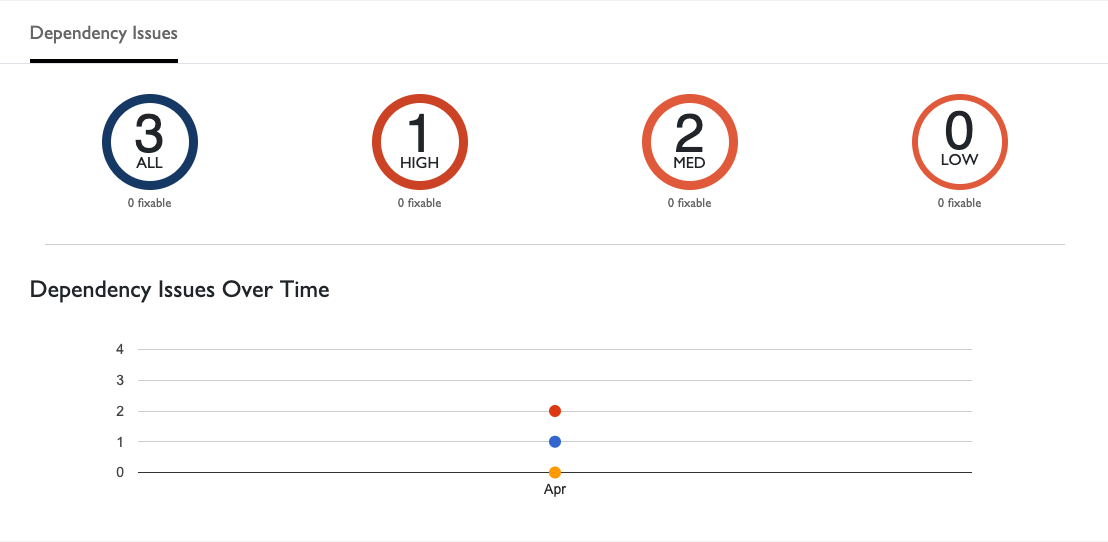 Dependency Issues
3
ALL
0 fixable
1
HIGH
0 fixable
2
MED
0 fixable
0
LOW
0 fixable
Dependency Issues Over Time
4
3
2
1
0
Apr